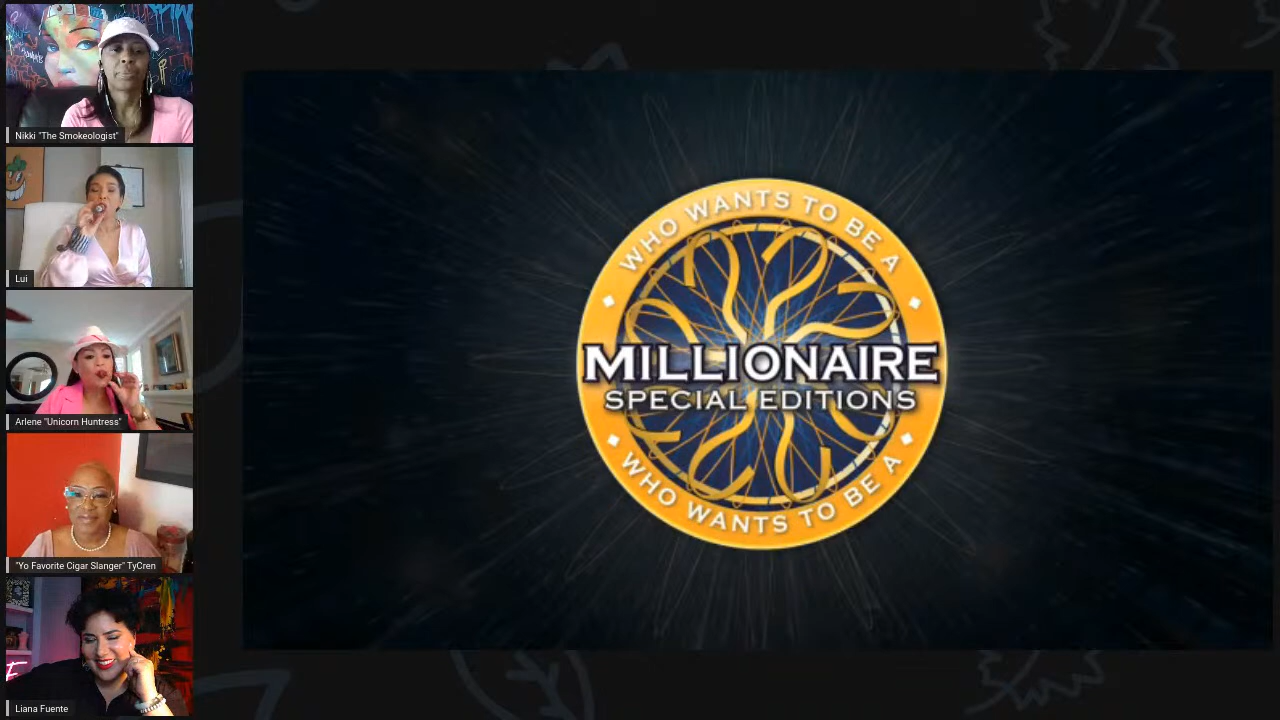 Nikki "The Smokeologist"
Lui
Arlene "Unicorn Huntress"
"Yo Favorite Cigar Slanger" TyCren
Liana Fuente
WHO WANTS TO BE A
MILLIONAIRE
SPECIAL EDITIONS
WHO WANTS TO BE A